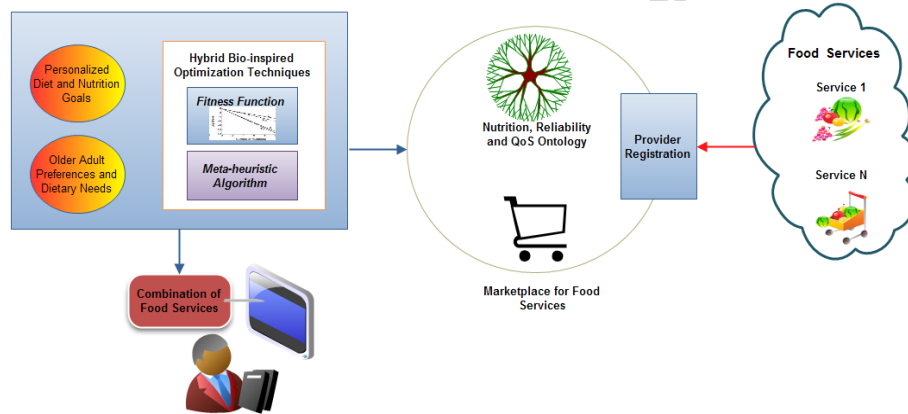 Personalized
Diet and Nutrition
Goals
Older Adult
Preferences and
Dietary Needs
Hybrid Bio-inspired
Optimization Techniques
Fitness Function
Meta-heuristic
Algorithm
Combination of
Food Services
Nutrition, Reliability
and QoS Ontology
Marketplace for Food
Services
Provider
Registration
Food Services
Service 1
Service N